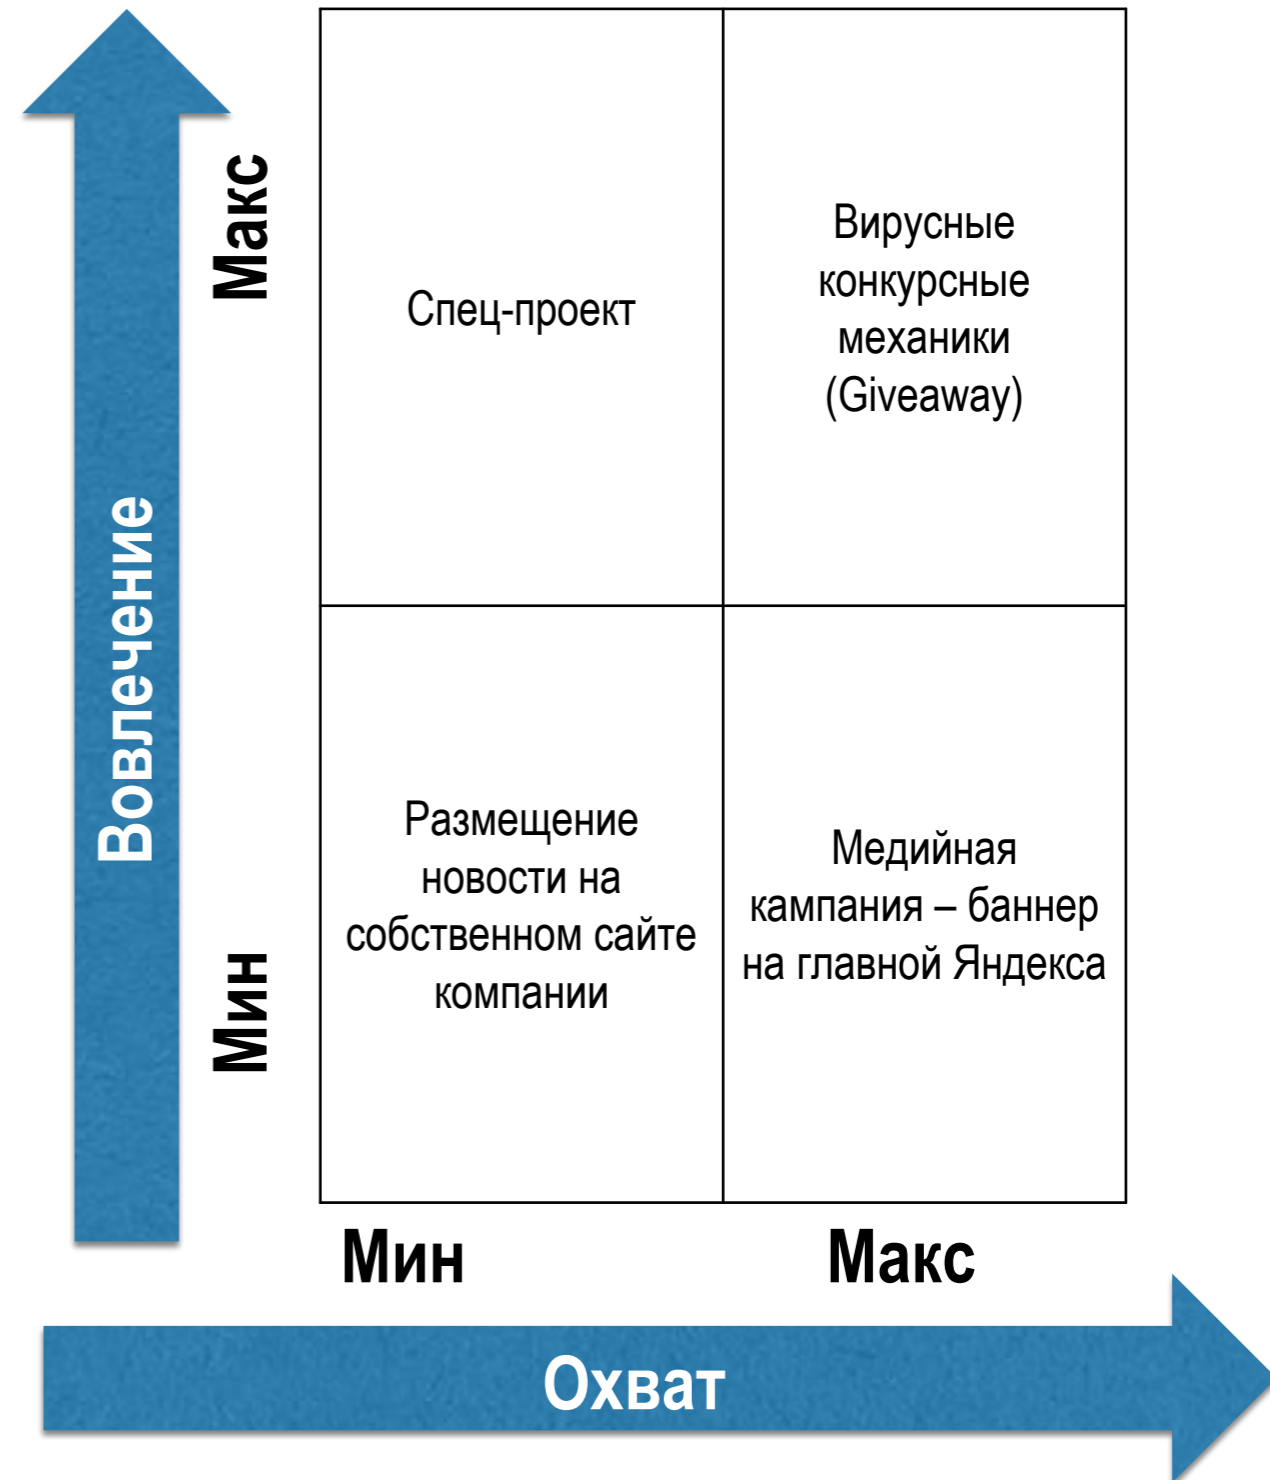 Вовлечение
Макс
Спец-проект
Вирусные
конкурсные
механики
(Giveaway)
Мин
Размещение
новости на
собственном сайте
компании
Медийная
кампания – баннер
на главной Яндекса
Мин
Макс
Охват